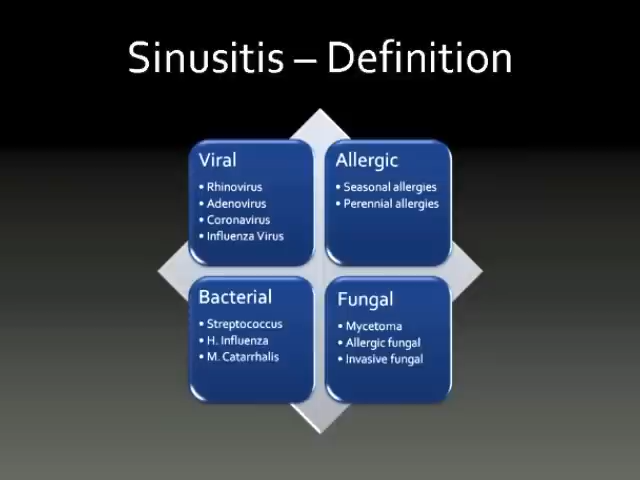 Sinusitis – Definition
Viral
• Rhinovirus
• Adenovirus
• Coronavirus
• Influenza Virus
Allergic
• Seasonal allergies
• Perennial allergies
Bacterial
• Streptococcus
• H. Influenza
• M. Catarrhalis
Fungal
• Mycetoma
• Allergic fungal
• Invasive fungal